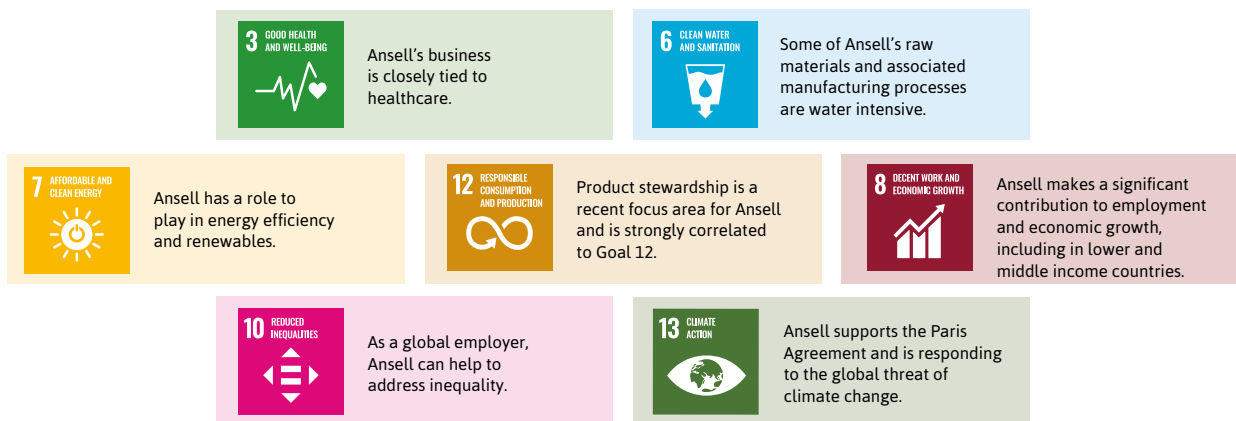 3 GOOD HEALTH
AND WELL-BEING
Ansell’s business
is closely tied to
healthcare.
6 CLEAN WATER
AND SANITATION
Some of Ansell’s raw
materials and associated
manufacturing processes
are water intensive.
7 AFFORDABLE AND
CLEAN ENERGY
Ansell has a role to
play in energy efficiency
and renewables.
12 RESPONSIBLE
CONSUMPTION
AND PRODUCTION
Product stewardship is a
recent focus area for Ansell
and is strongly correlated
to Goal 12.
8 DECENT WORK AND
ECONOMIC GROWTH
Ansell makes a significant
contribution to employment
and economic growth,
including in lower and
middle income countries.
10 REDUCED
INEQUALITIES
As a global employer,
Ansell can help to
address inequality.
13 CLIMATE
ACTION
Ansell supports the Paris
Agreement and is responding
to the global threat of
climate change.